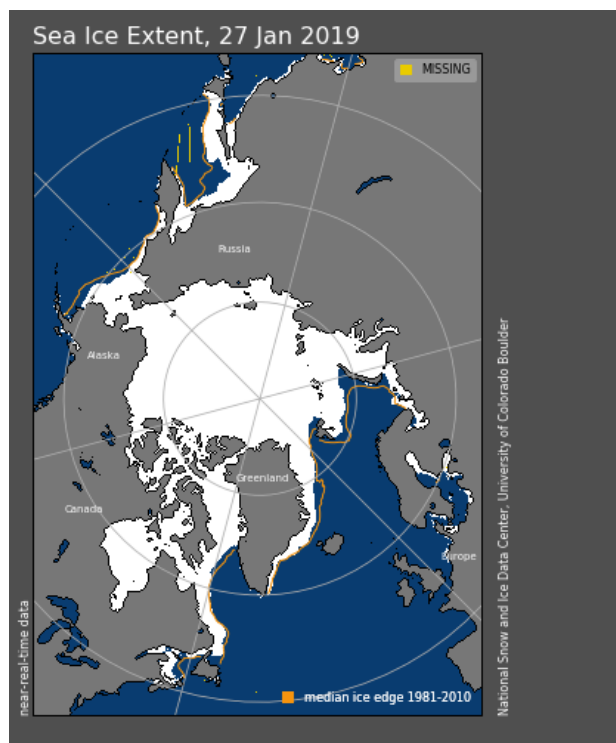 Sea Ice Extent, 27 Jan 2019
MISSING
Russia
Alaska
Greenland
Canada
Europe
near-real-time data
National Snow and Ice Data Center, University of Colorado Boulder
median ice edge 1981-2010